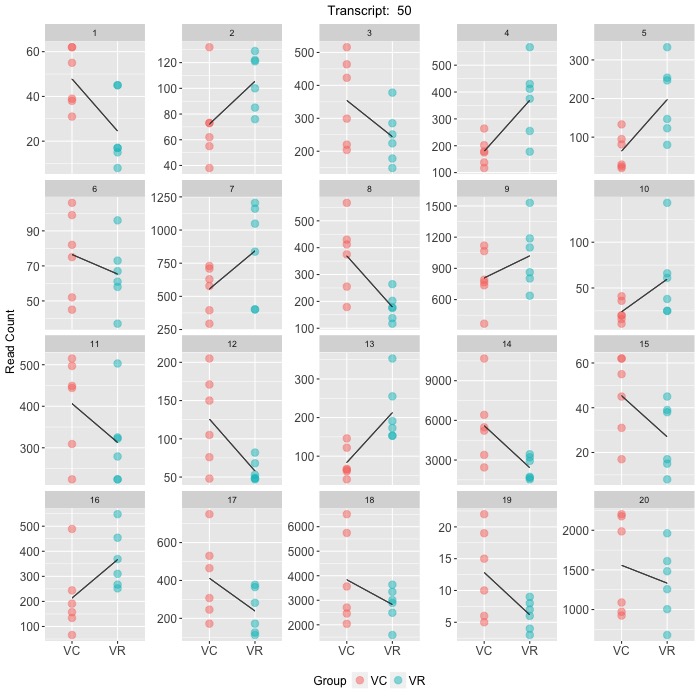 Transcript: 50
1 2 3 4 5
60 40 20
120 100 80 60 40
500 400 300 200
500 400 300 200 100
300 200 100
6 7 8 9 10
90 70 50
1250 1000 750 500 250
500 400 300 200 100
1500 1200 900 600
100 50
Read Count
11 12 13 14 15
500 400 300
200 150 100 50
300 200 100
9000 6000 3000
60 40 20
16 17 18 19 20
500 400 300 200 100
600 400 200
6000 5000 4000 3000 2000
20 15 10 5
2000 1500 1000
VC VR VC VR VC VR VC VR VC VR
Group VC VR